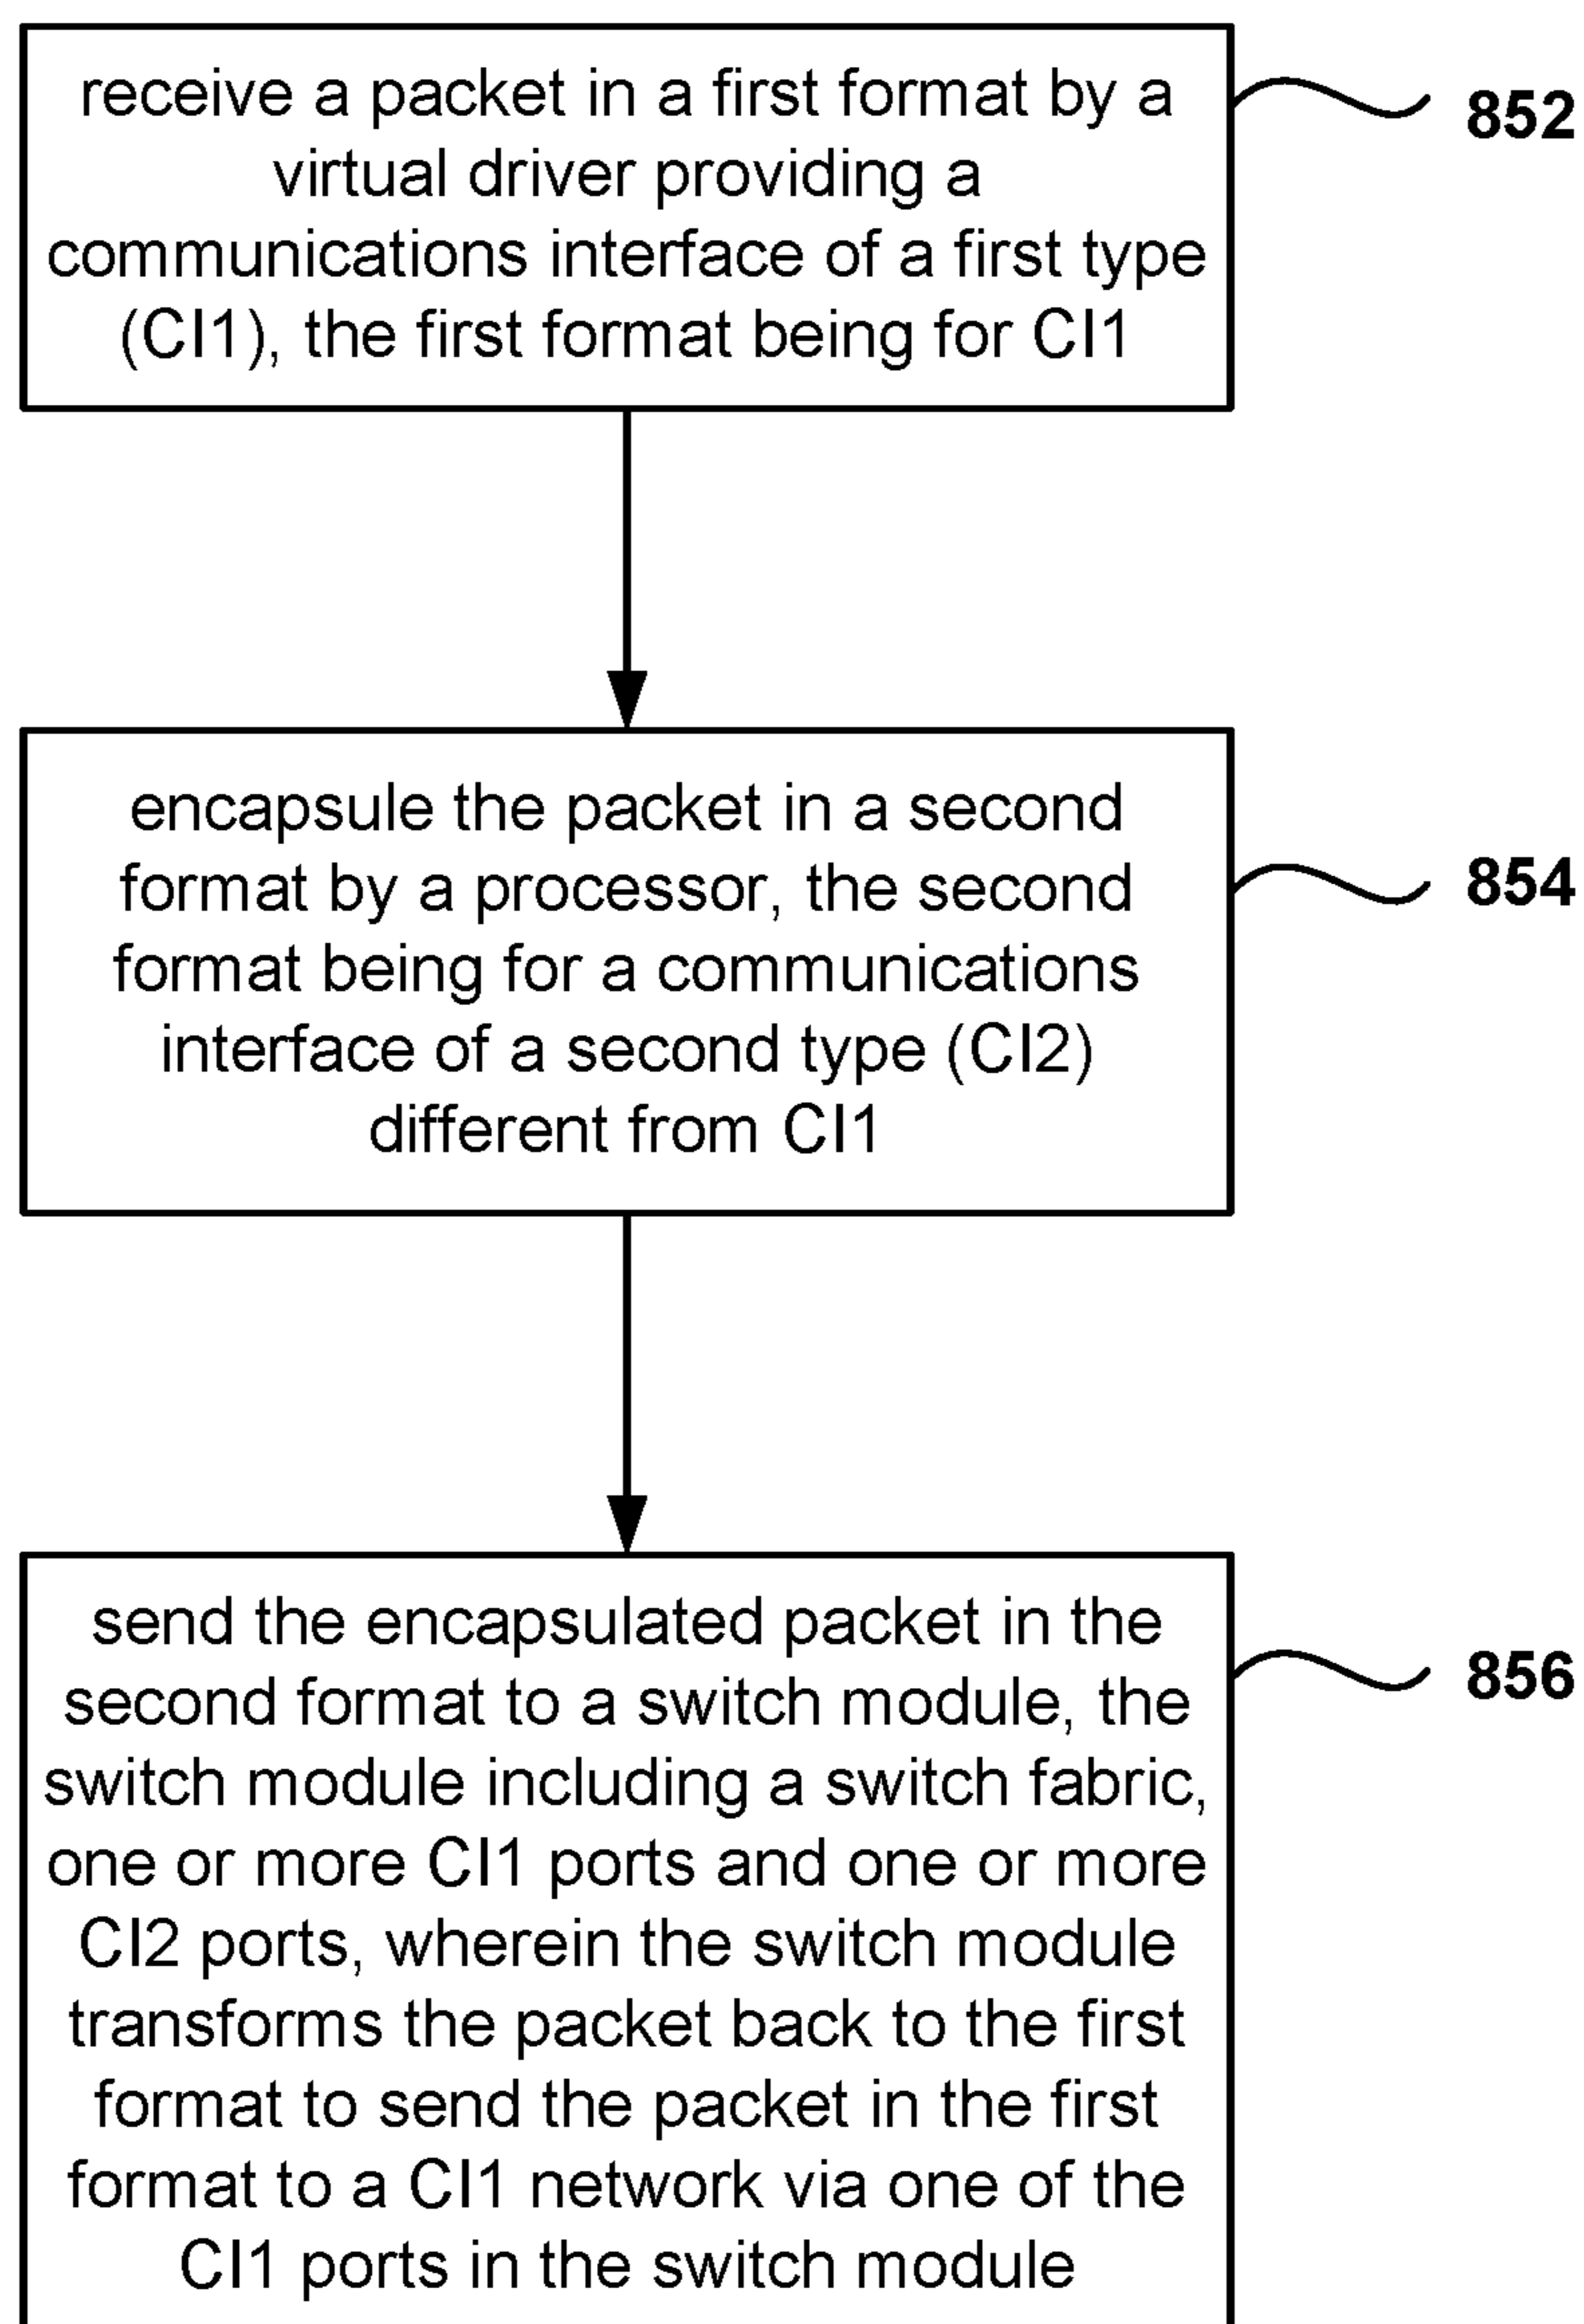 receive a packet in a first format by a
virtual driver providing a
communications interface of a first type
(CI1), the first format being for CI1
852
encapsule the packet in a second
format by a processor, the second
format being for a communications
interface of a second type (CI2)
different from CI1
854
send the encapsulated packet in the
second format to a switch module, the
switch module including a switch fabric,
one or more CI1 ports and one or more
CI2 ports, wherein the switch module
transforms the packet back to the first
format to send the packet in the first
format to a CI1 network via one of the
CI1 ports in the switch module
856